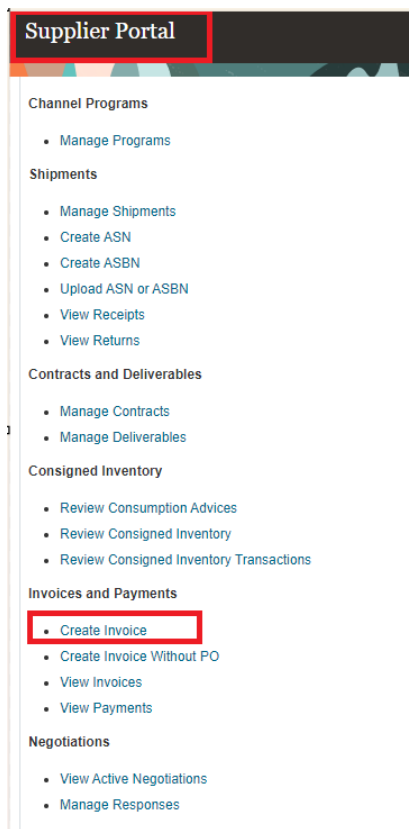 Supplier Portal
Channel Programs
Manage Programs
Shipments
Manage Shipments
Create ASN
Create ASBN
Upload ASN or ASBN
View Receipts
View Returns
Contracts and Deliverables
Manage Contracts
Manage Deliverables
Consigned Inventory
Review Consumption Advices
Review Consigned Inventory
Review Consigned Inventory Transactions
Invoices and Payments
Create Invoice
Create Invoice Without PO
View Invoices
View Payments
Negotiations
View Active Negotiations
Manage Responses